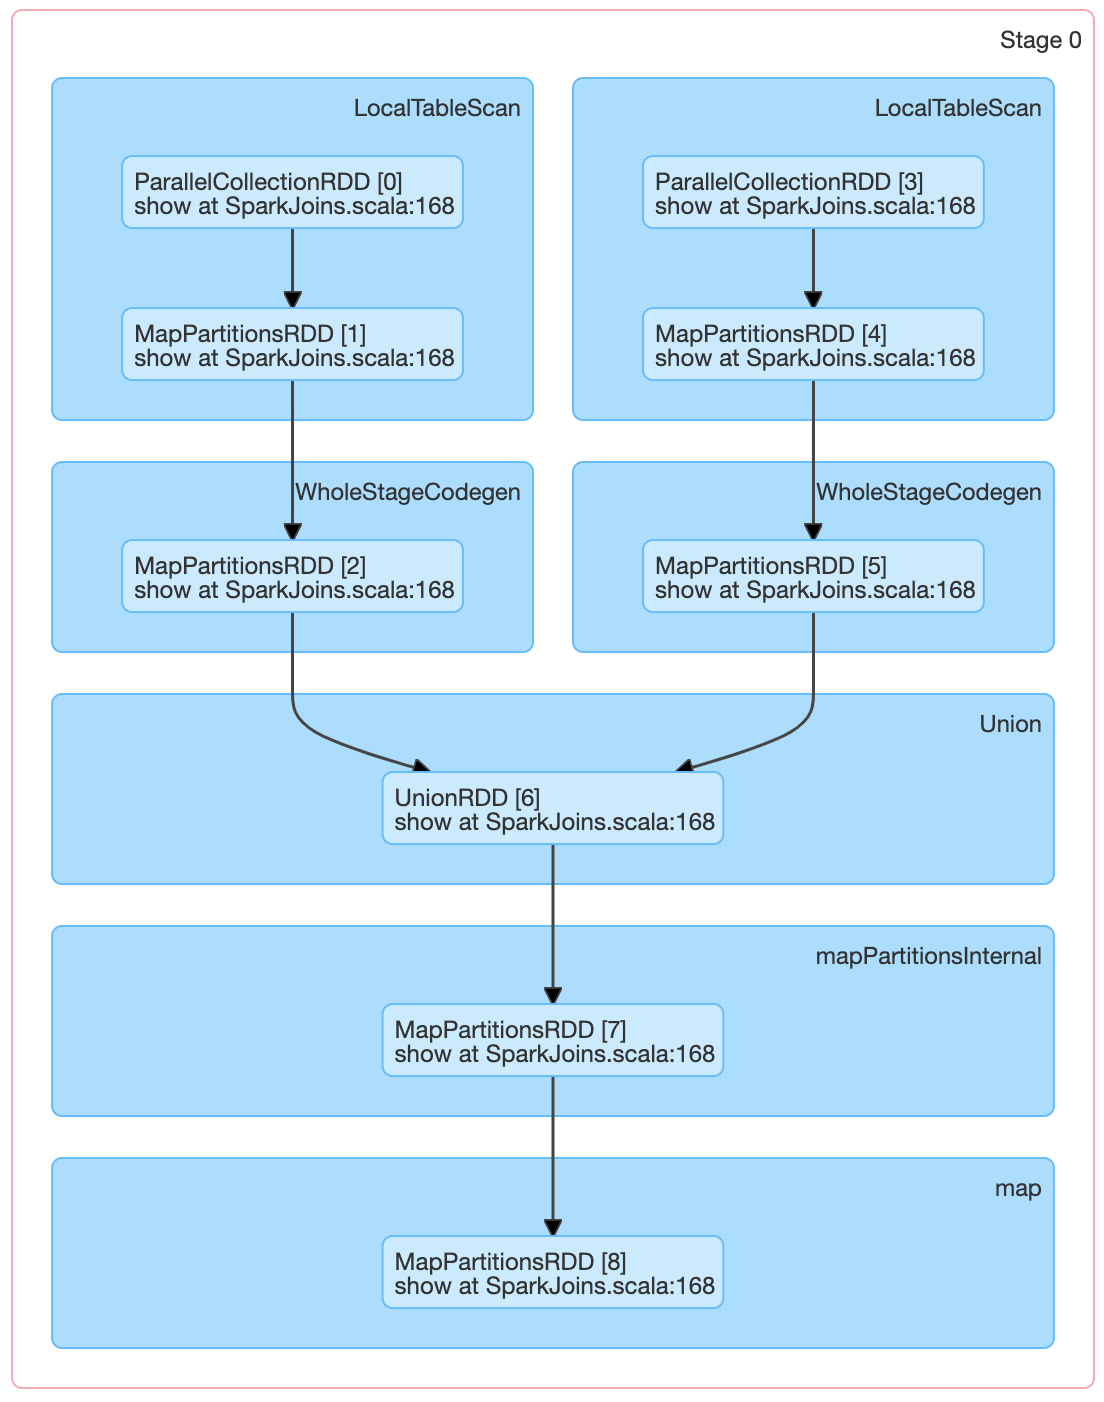 Stage 0
LocalTableScan
ParallelCollectionRDD [0]
show at SparkJoins.scala:168
MapPartitionsRDD [1]
show at SparkJoins.scala:168
LocalTableScan
ParallelCollectionRDD [3]
show at SparkJoins.scala:168
MapPartitionsRDD [4]
show at SparkJoins.scala:168
WholeStageCodegen
MapPartitionsRDD [2]
show at SparkJoins.scala:168
WholeStageCodegen
MapPartitionsRDD [5]
show at SparkJoins.scala:168
Union
UnionRDD [6]
show at SparkJoins.scala:168
mapPartitionsInternal
MapPartitionsRDD [7]
show at SparkJoins.scala:168
map
MapPartitionsRDD [8]
show at SparkJoins.scala:168